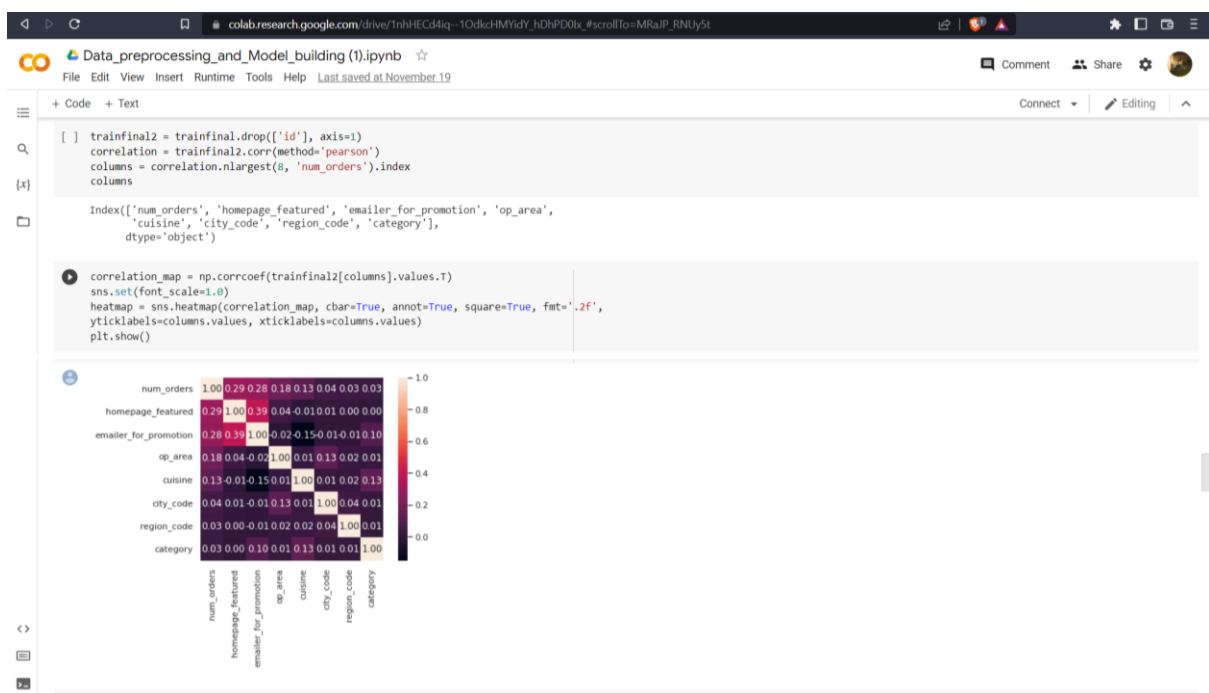 colab.research.google.com/drive/1nhHECd4iq--1OdkcHMYidY_hDhPD0lx_#scrollTo=MRaJP_RNUy5t
Data_preprocessing_and_Model_building (1).ipynb
File Edit View Insert Runtime Tools Help Last saved at November 19
Comment Share
+ Code + Text
Connect Editing
[ ] trainfinal2 = trainfinal.drop(['id'], axis=1)
correlation = trainfinal2.corr(method='pearson')
columns = correlation.nlargest(8, 'num_orders').index
columns
{x}
Index(['num_orders', 'homepage_featured', 'emailer_for_promotion', 'op_area',
'cuisine', 'city_code', 'region_code', 'category'],
dtype='object')
correlation_map = np.corrcoef(trainfinal2[columns].values.T)
sns.set(font_scale=1.0)
heatmap = sns.heatmap(correlation_map, cbar=True, annot=True, square=True, fmt='.2f',
yticklabels=columns.values, xticklabels=columns.values)
plt.show()
num_orders 1.00 0.29 0.28 0.18 0.13 0.04 0.03 0.03
homepage_featured 0.29 1.00 0.39 0.04 -0.01 0.01 0.00 0.00
emailer_for_promotion 0.28 0.39 1.00 -0.02 -0.15 -0.01 -0.01 0.10
op_area 0.18 0.04 -0.02 1.00 0.01 0.13 0.02 0.01
cuisine 0.13 -0.01 -0.15 0.01 1.00 0.01 0.02 0.13
city_code 0.04 0.01 -0.01 0.13 0.01 1.00 0.04 0.01
region_code 0.03 0.00 -0.01 0.02 0.02 0.04 1.00 0.01
category 0.03 0.00 0.10 0.01 0.13 0.01 0.01 1.00
1.0
0.8
0.6
0.4
0.2
0.0
num_orders
homepage_featured
emailer_for_promotion
op_area
cuisine
city_code
region_code
category